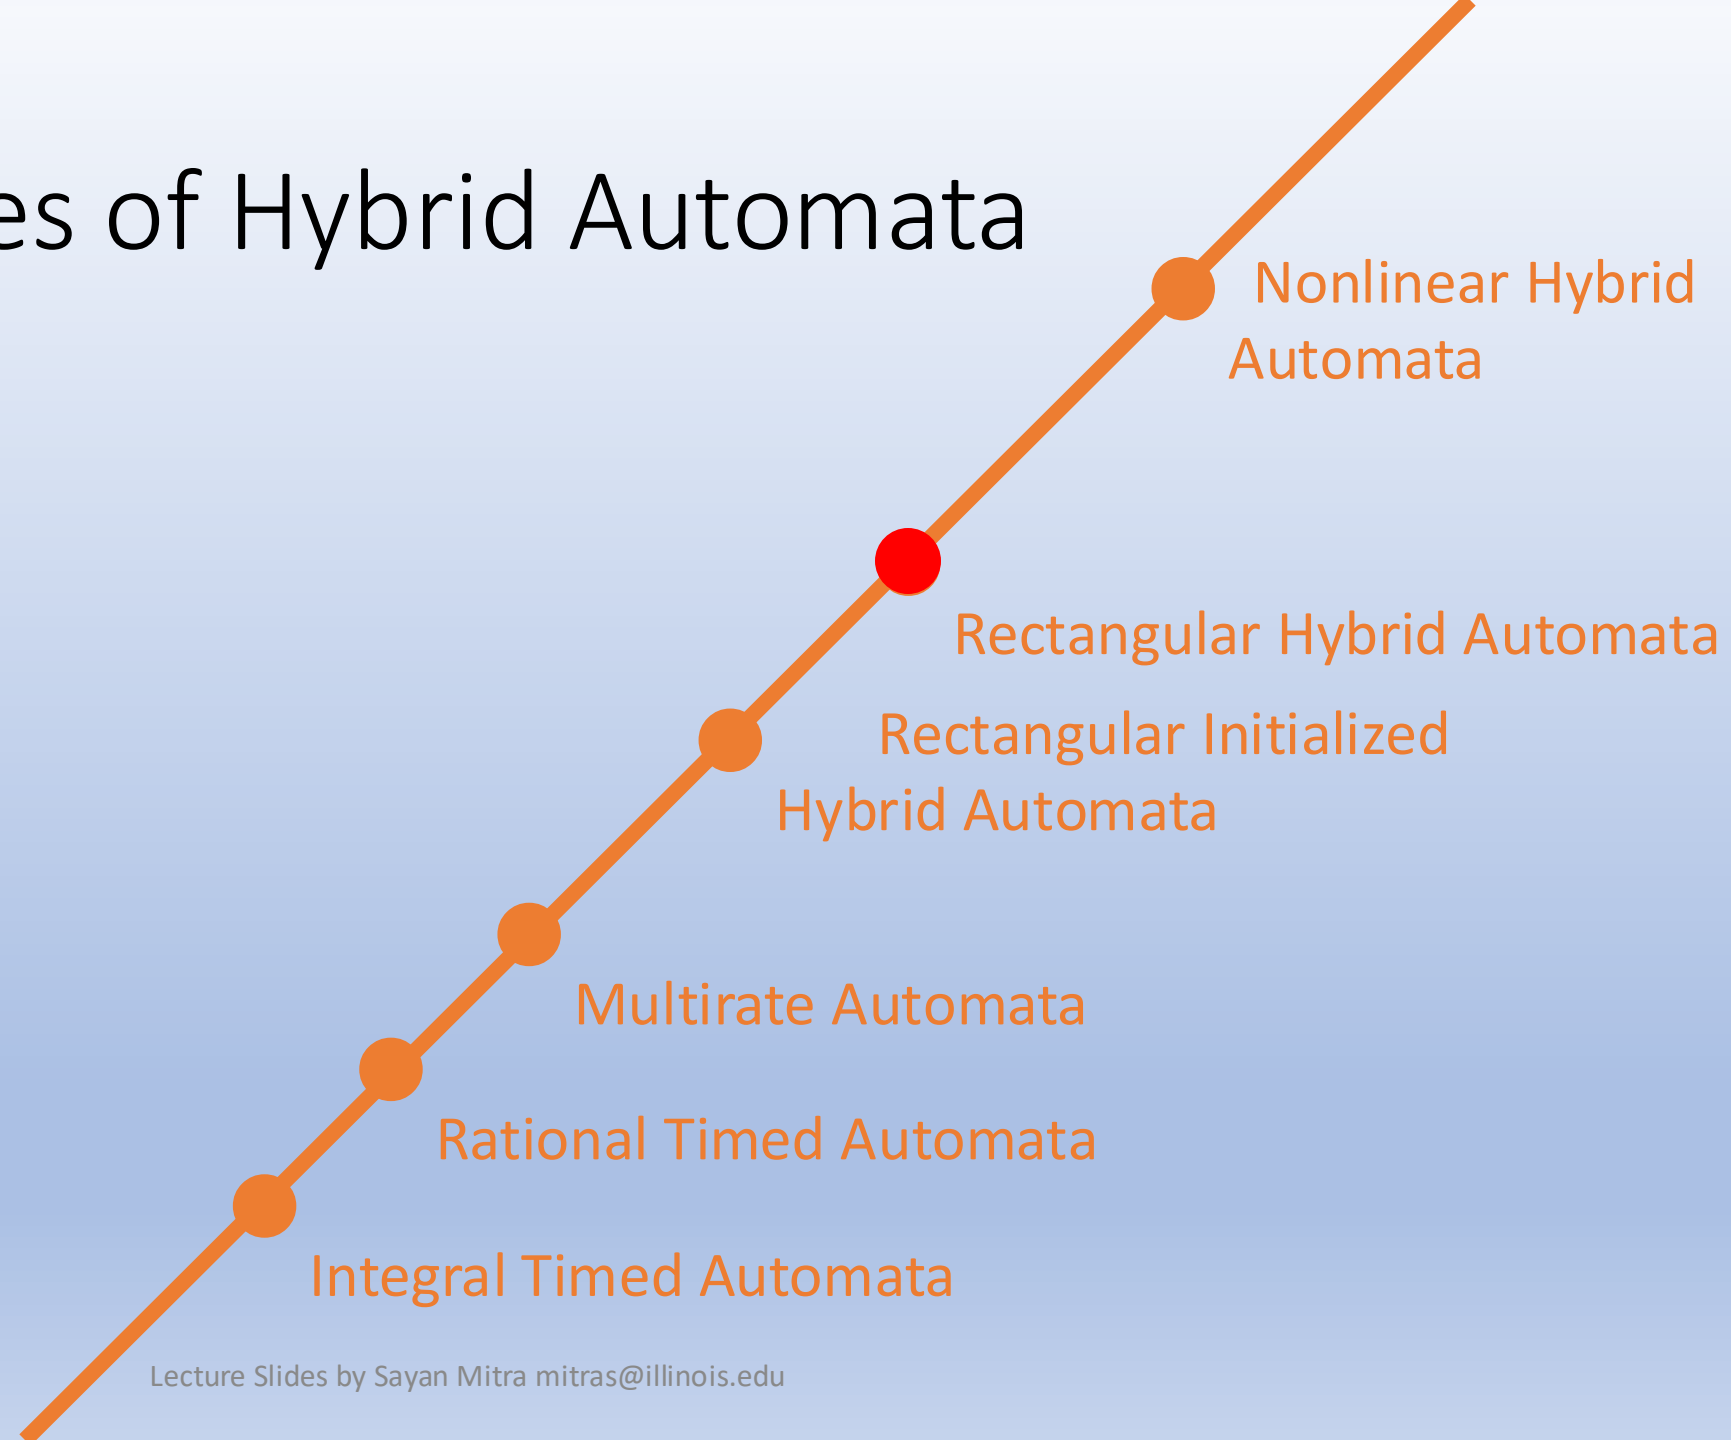 es of Hybrid Automata
Nonlinear Hybrid
Automata
Rectangular Hybrid Automata
Rectangular Initialized
Hybrid Automata
Multirate Automata
Rational Timed Automata
Integral Timed Automata
Lecture Slides by Sayan Mitra mitras@illinois.edu